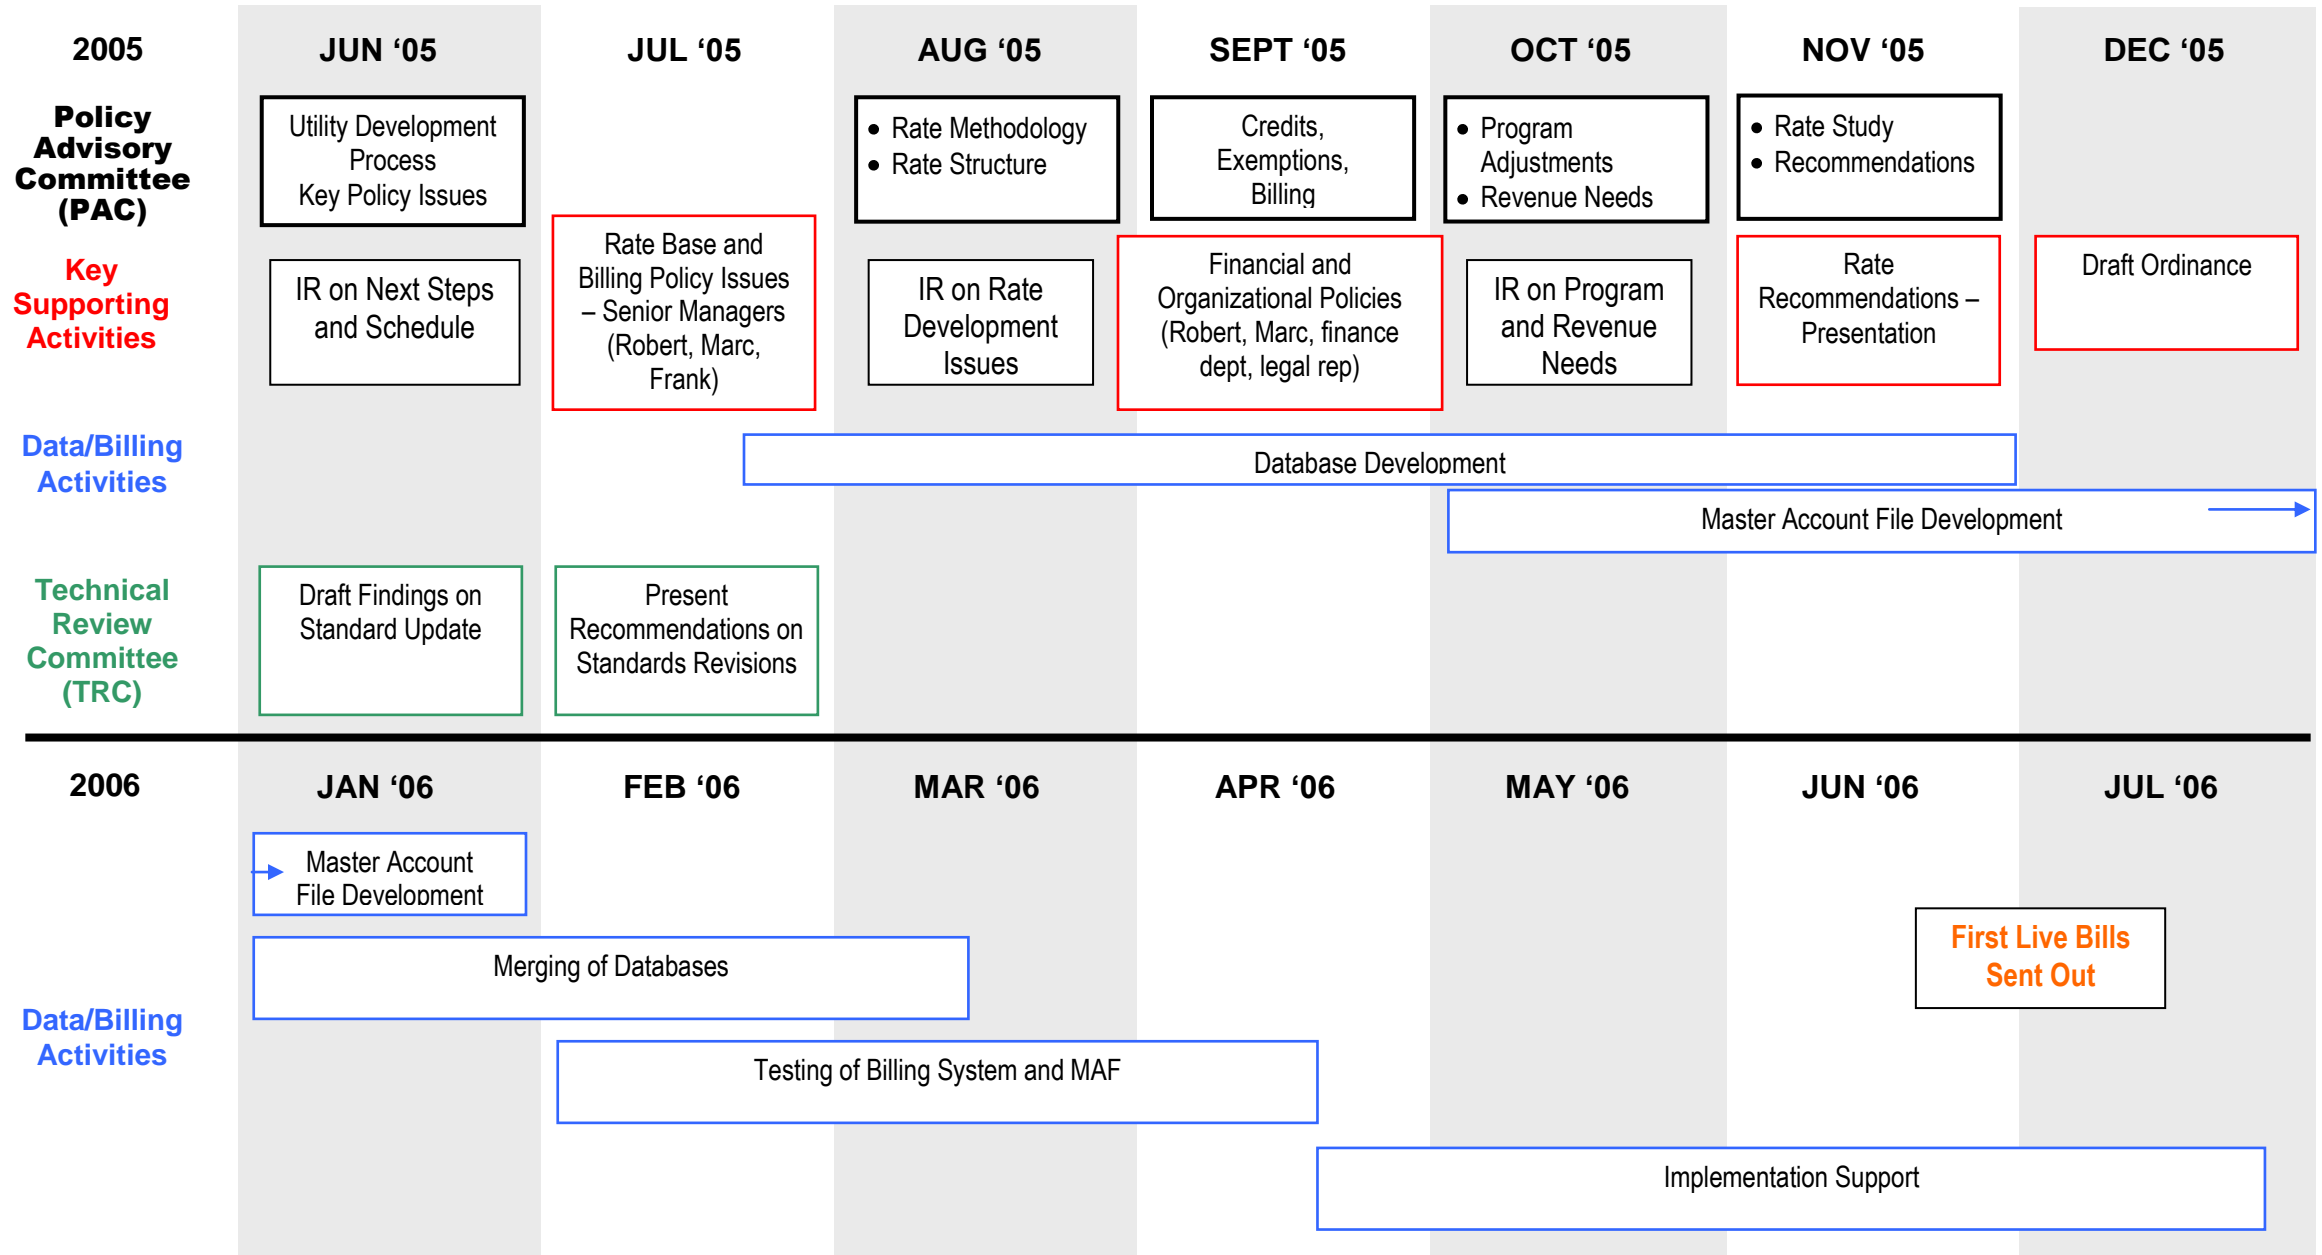 2005
JUN ‘05
JUL ‘05
AUG ‘05
SEPT ‘05
OCT ‘05
NOV ‘05
DEC ‘05
Policy
Advisory
Committee
(PAC)
Utility Development
Process
Key Policy Issues
• Rate Methodology
• Rate Structure
Credits,
Exemptions,
Billing
• Program
Adjustments
• Revenue Needs
• Rate Study
• Recommendations
Key
Supporting
Activities
IR on Next Steps
and Schedule
Rate Base and
Billing Policy Issues
– Senior Managers
(Robert, Marc,
Frank)
IR on Rate
Development
Issues
Financial and
Organizational Policies
(Robert, Marc, finance
dept, legal rep)
IR on Program
and Revenue
Needs
Rate
Recommendations –
Presentation
Draft Ordinance
Data/Billing
Activities
Database Development
Master Account File Development
Technical
Review
Committee
(TRC)
Draft Findings on
Standard Update
Present
Recommendations on
Standards Revisions
2006
JAN ‘06
FEB ‘06
MAR ‘06
APR ‘06
MAY ‘06
JUN ‘06
JUL ‘06
Data/Billing
Activities
Master Account
File Development
Merging of Databases
First Live Bills
Sent Out
Testing of Billing System and MAF
Implementation Support